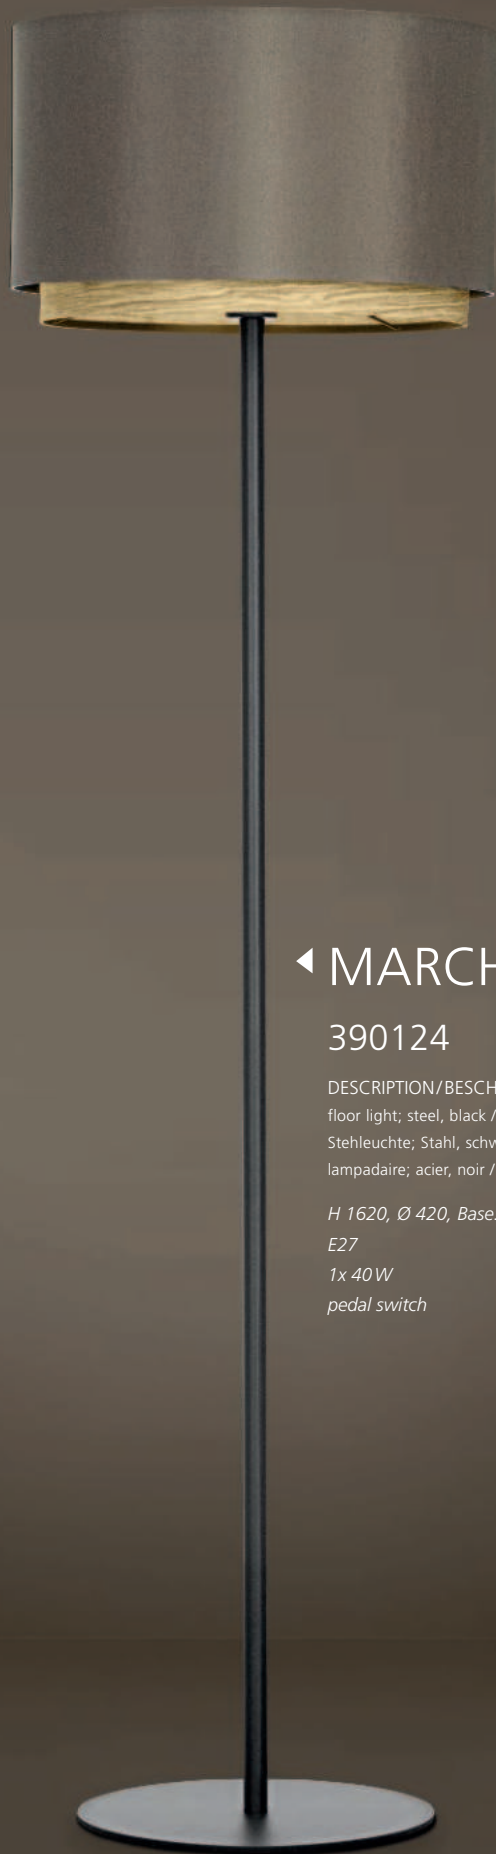 MARCH
390124
DESCRIPTION/BESCH
floor light; steel, black /
Stehleuchte; Stahl, schw
lampadaire; acier, noir /
H 1620, Ø 420, Base:
E27
1x 40 W
pedal switch